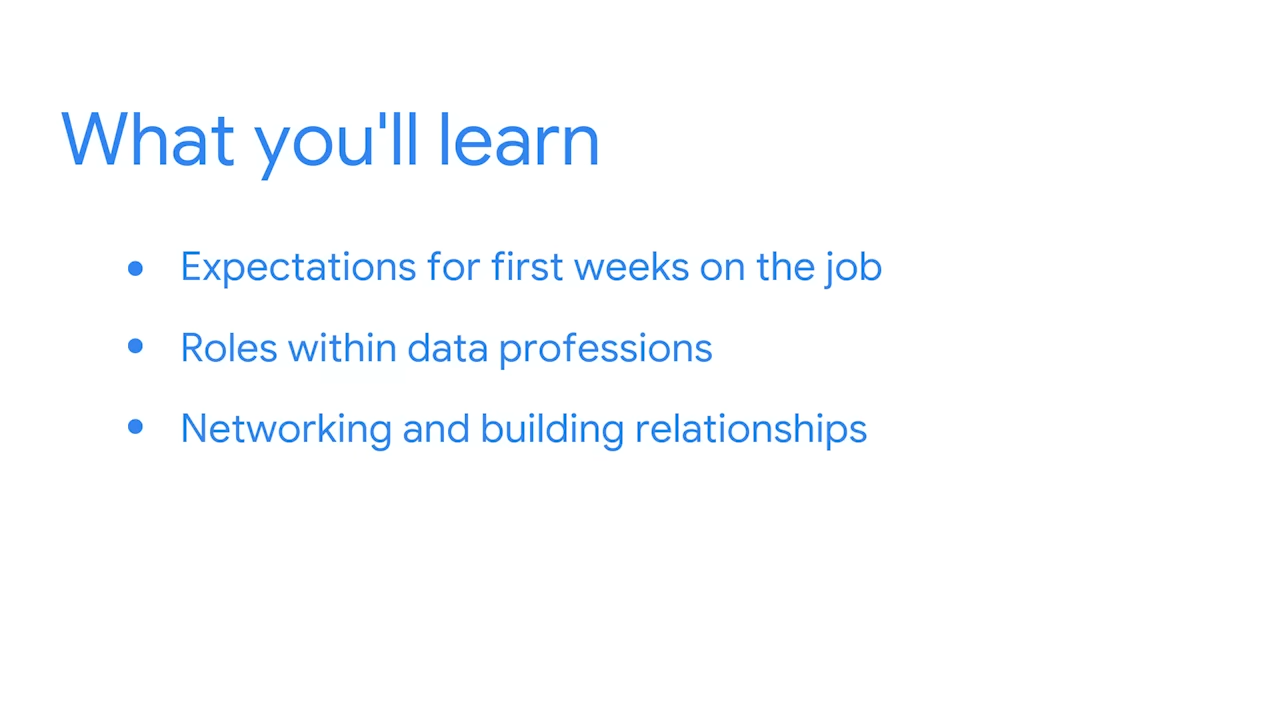 What you'll learn
• Expectations for first weeks on the job
• Roles within data professions
• Networking and building relationships